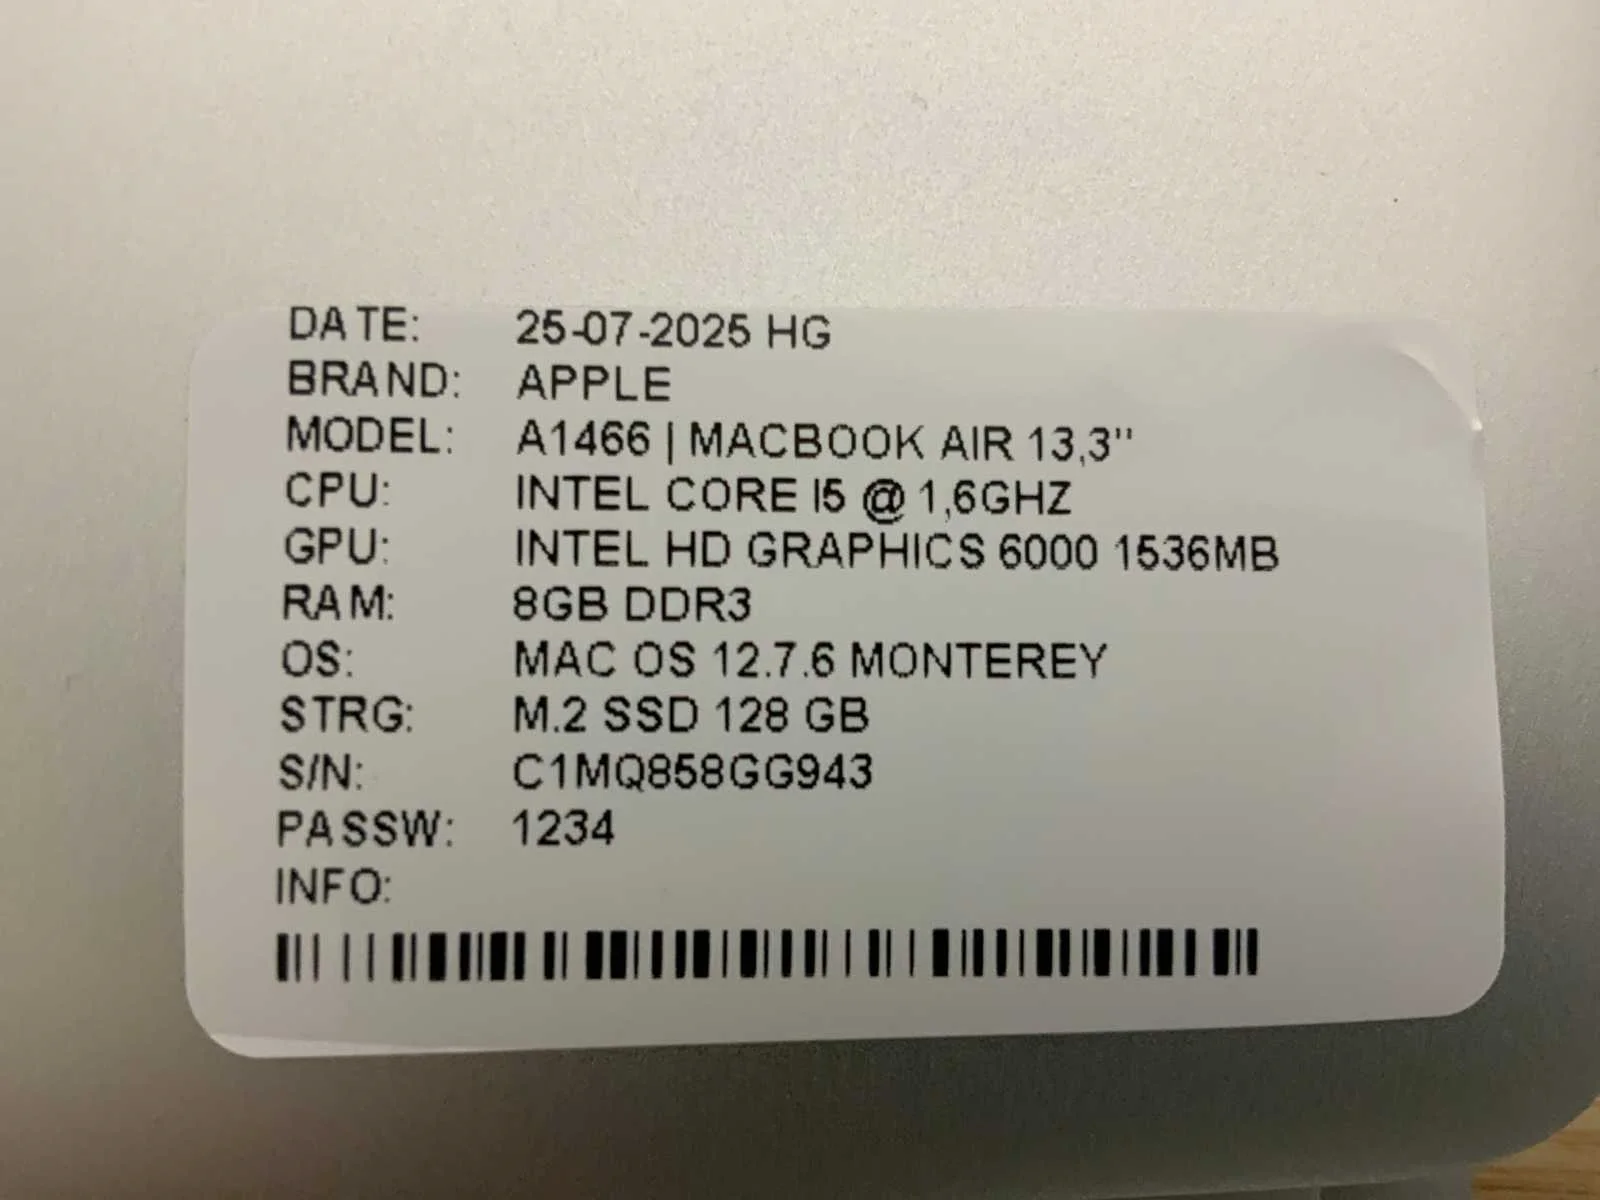 DATE: 25-07-2025 HG
BRAND: APPLE
MODEL: A1466 | MACBOOK AIR 13,3"
CPU: INTEL CORE I5 @ 1,6GHZ
GPU: INTEL HD GRAPHICS 6000 1536MB
RAM: 8GB DDR3
OS: MAC OS 12.7.6 MONTEREY
STRG: M.2 SSD 128 GB
S/N: C1MQ858GG943
PASSW: 1234
INFO: